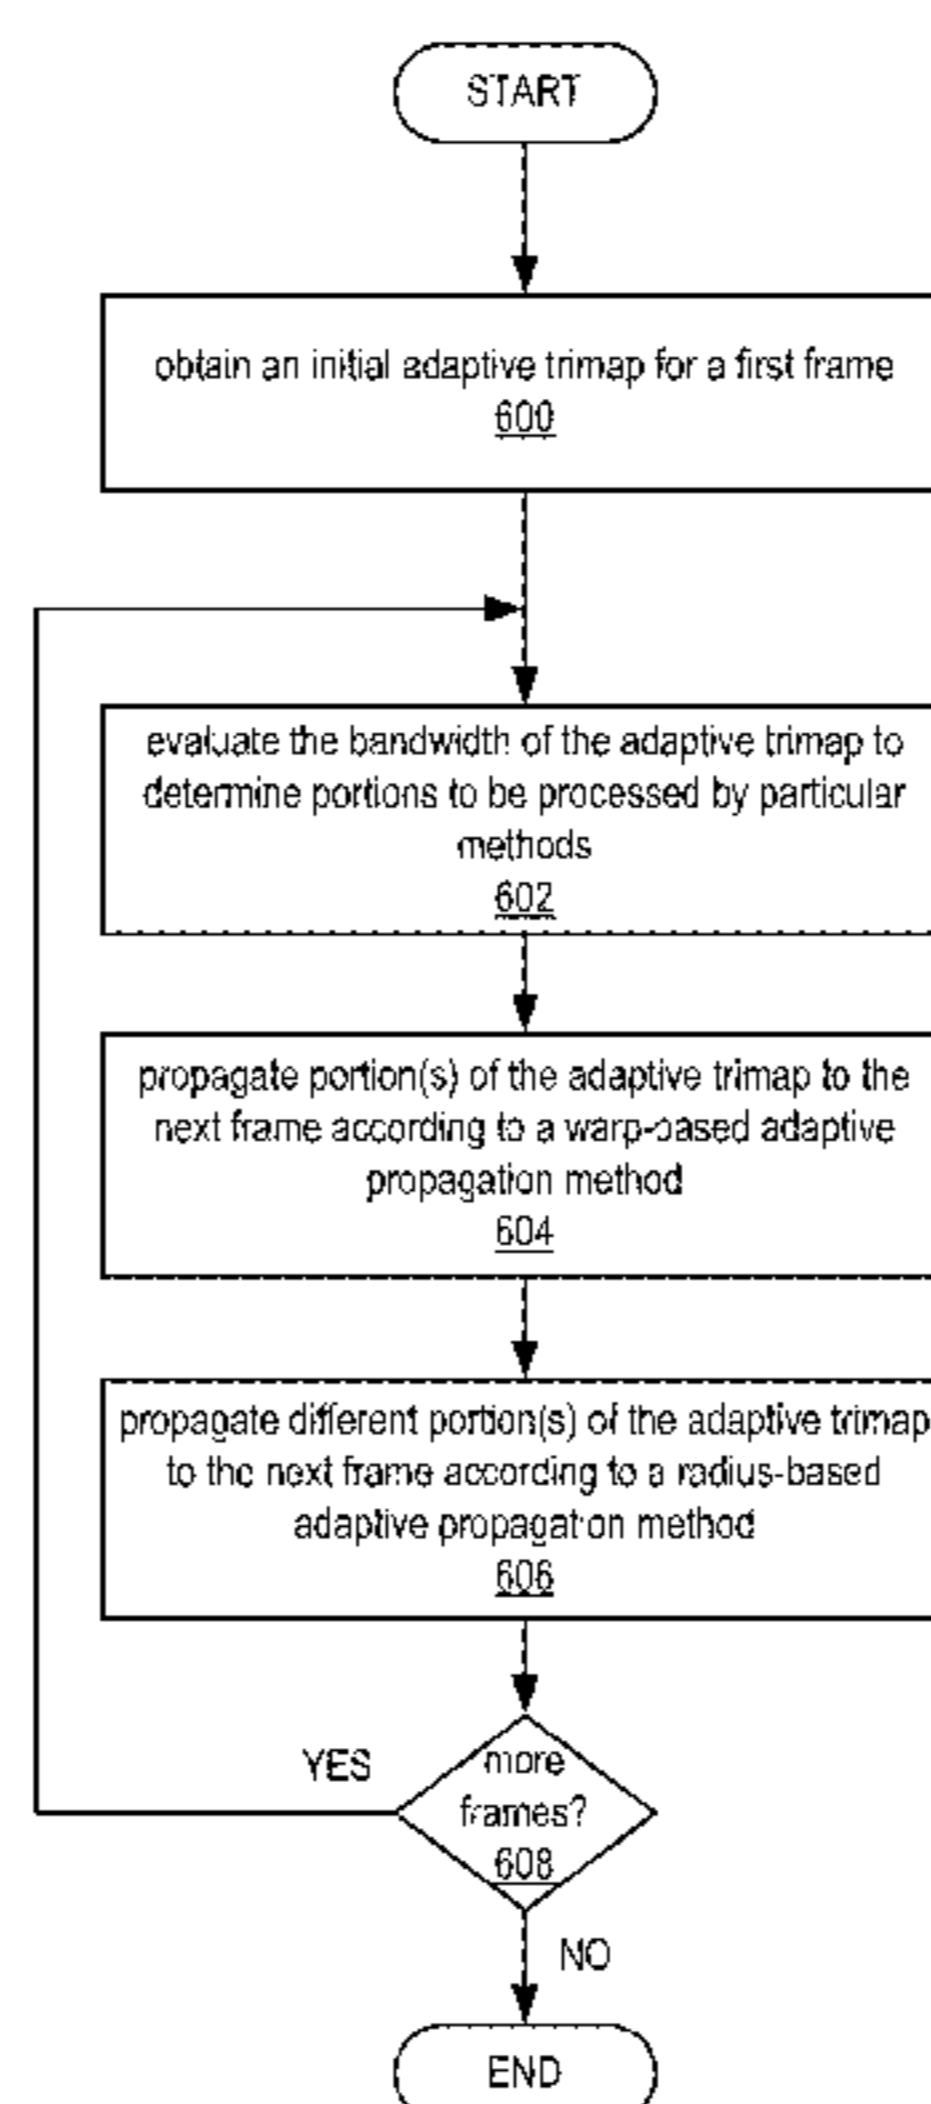 START
obtain an initial adaptive trimap for a first frame
600
evaluate the bandwidth of the adaptive trimap to
determine portions to be processed by particular
methods
602
propagate portion(s) of the adaptive trimap to the
next frame according to a warp-based adaptive
propagation method
604
propagate different portion(s) of the adaptive trimap
to the next frame according to a radius-based
adaptive propagation method
606
YES
more
frames?
608
NO
END